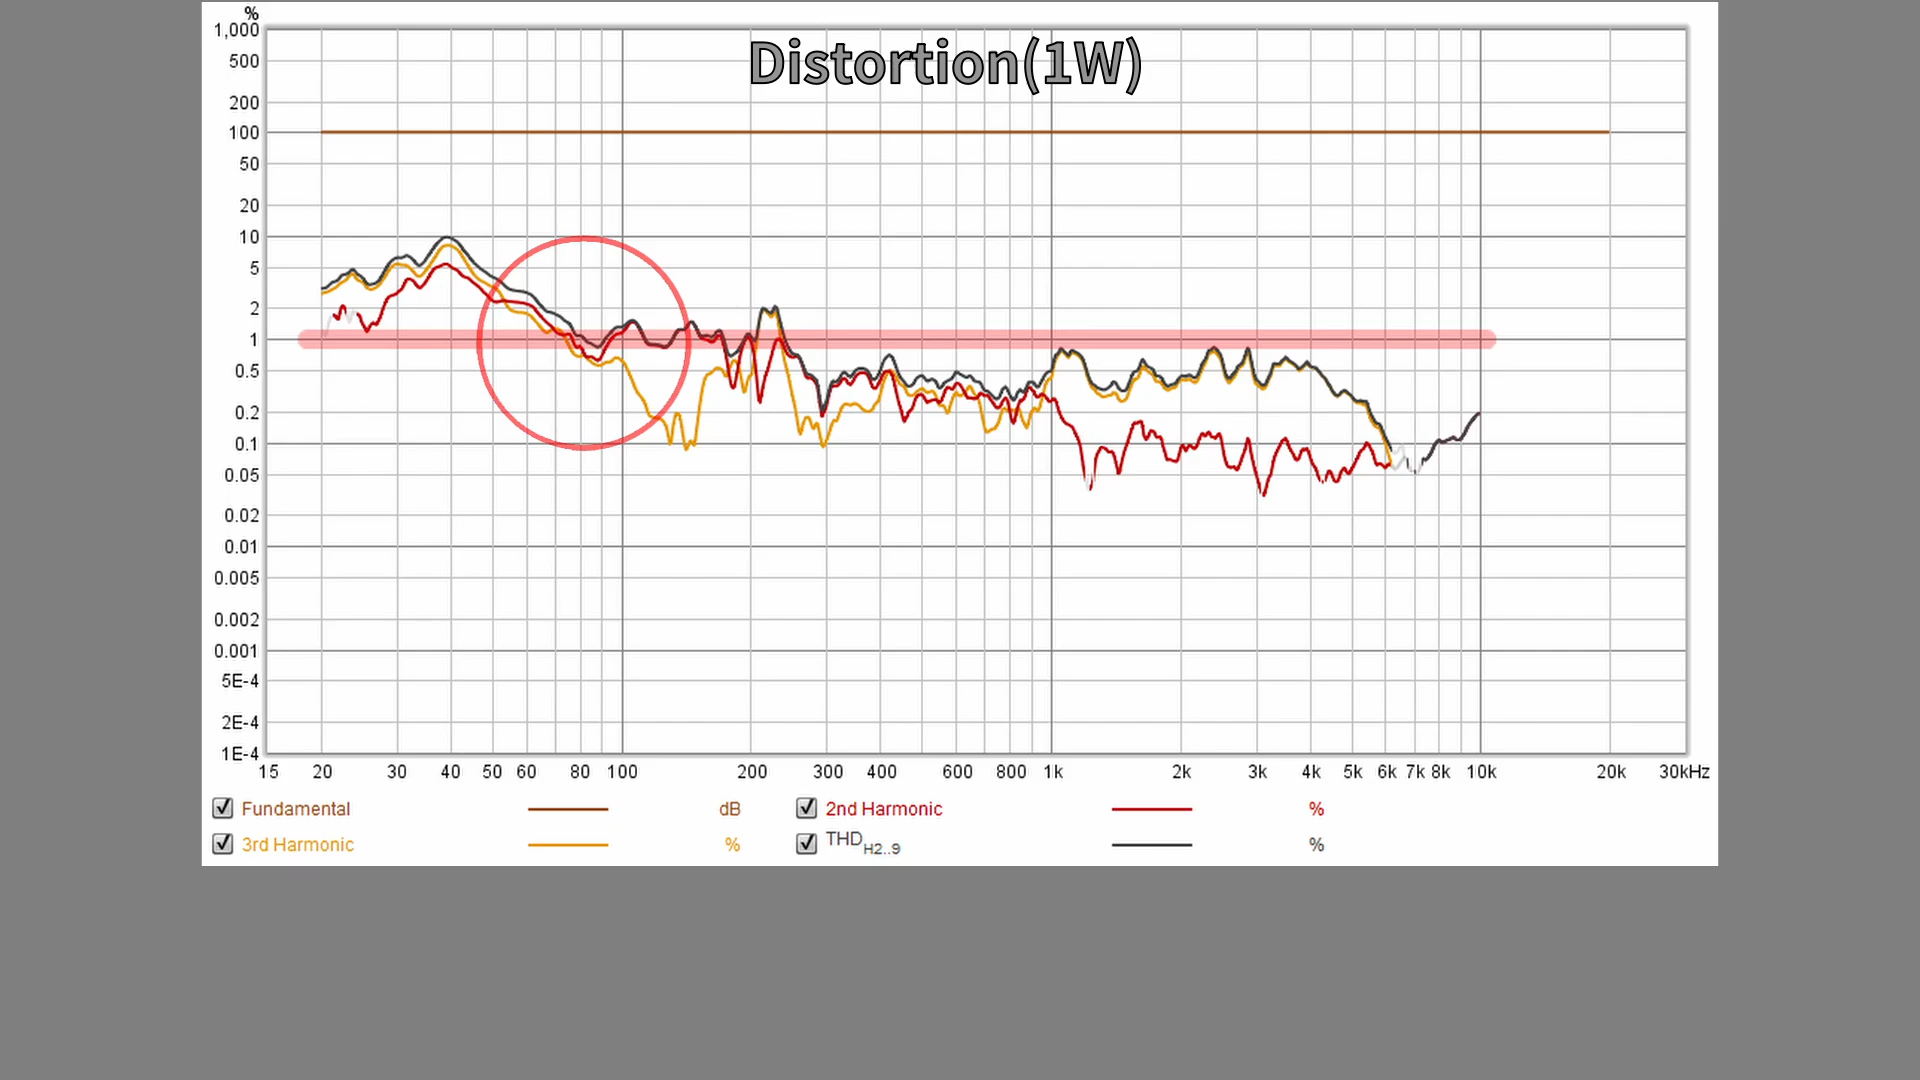 %
Distortion(1W)
1,000
500
200
100
50
20
10
5
2
1
0.5
0.2
0.1
0.05
0.02
0.01
0.005
0.002
0.001
5E-4
2E-4
1E-4
15 20 30 40 50 60 80 100 200 300 400 600 800 1k 2k 3k 4k 5k 6k 7k 8k 10k 20k 30kHz
Fundamental dB 2nd Harmonic %
3rd Harmonic % THD H2..9 %